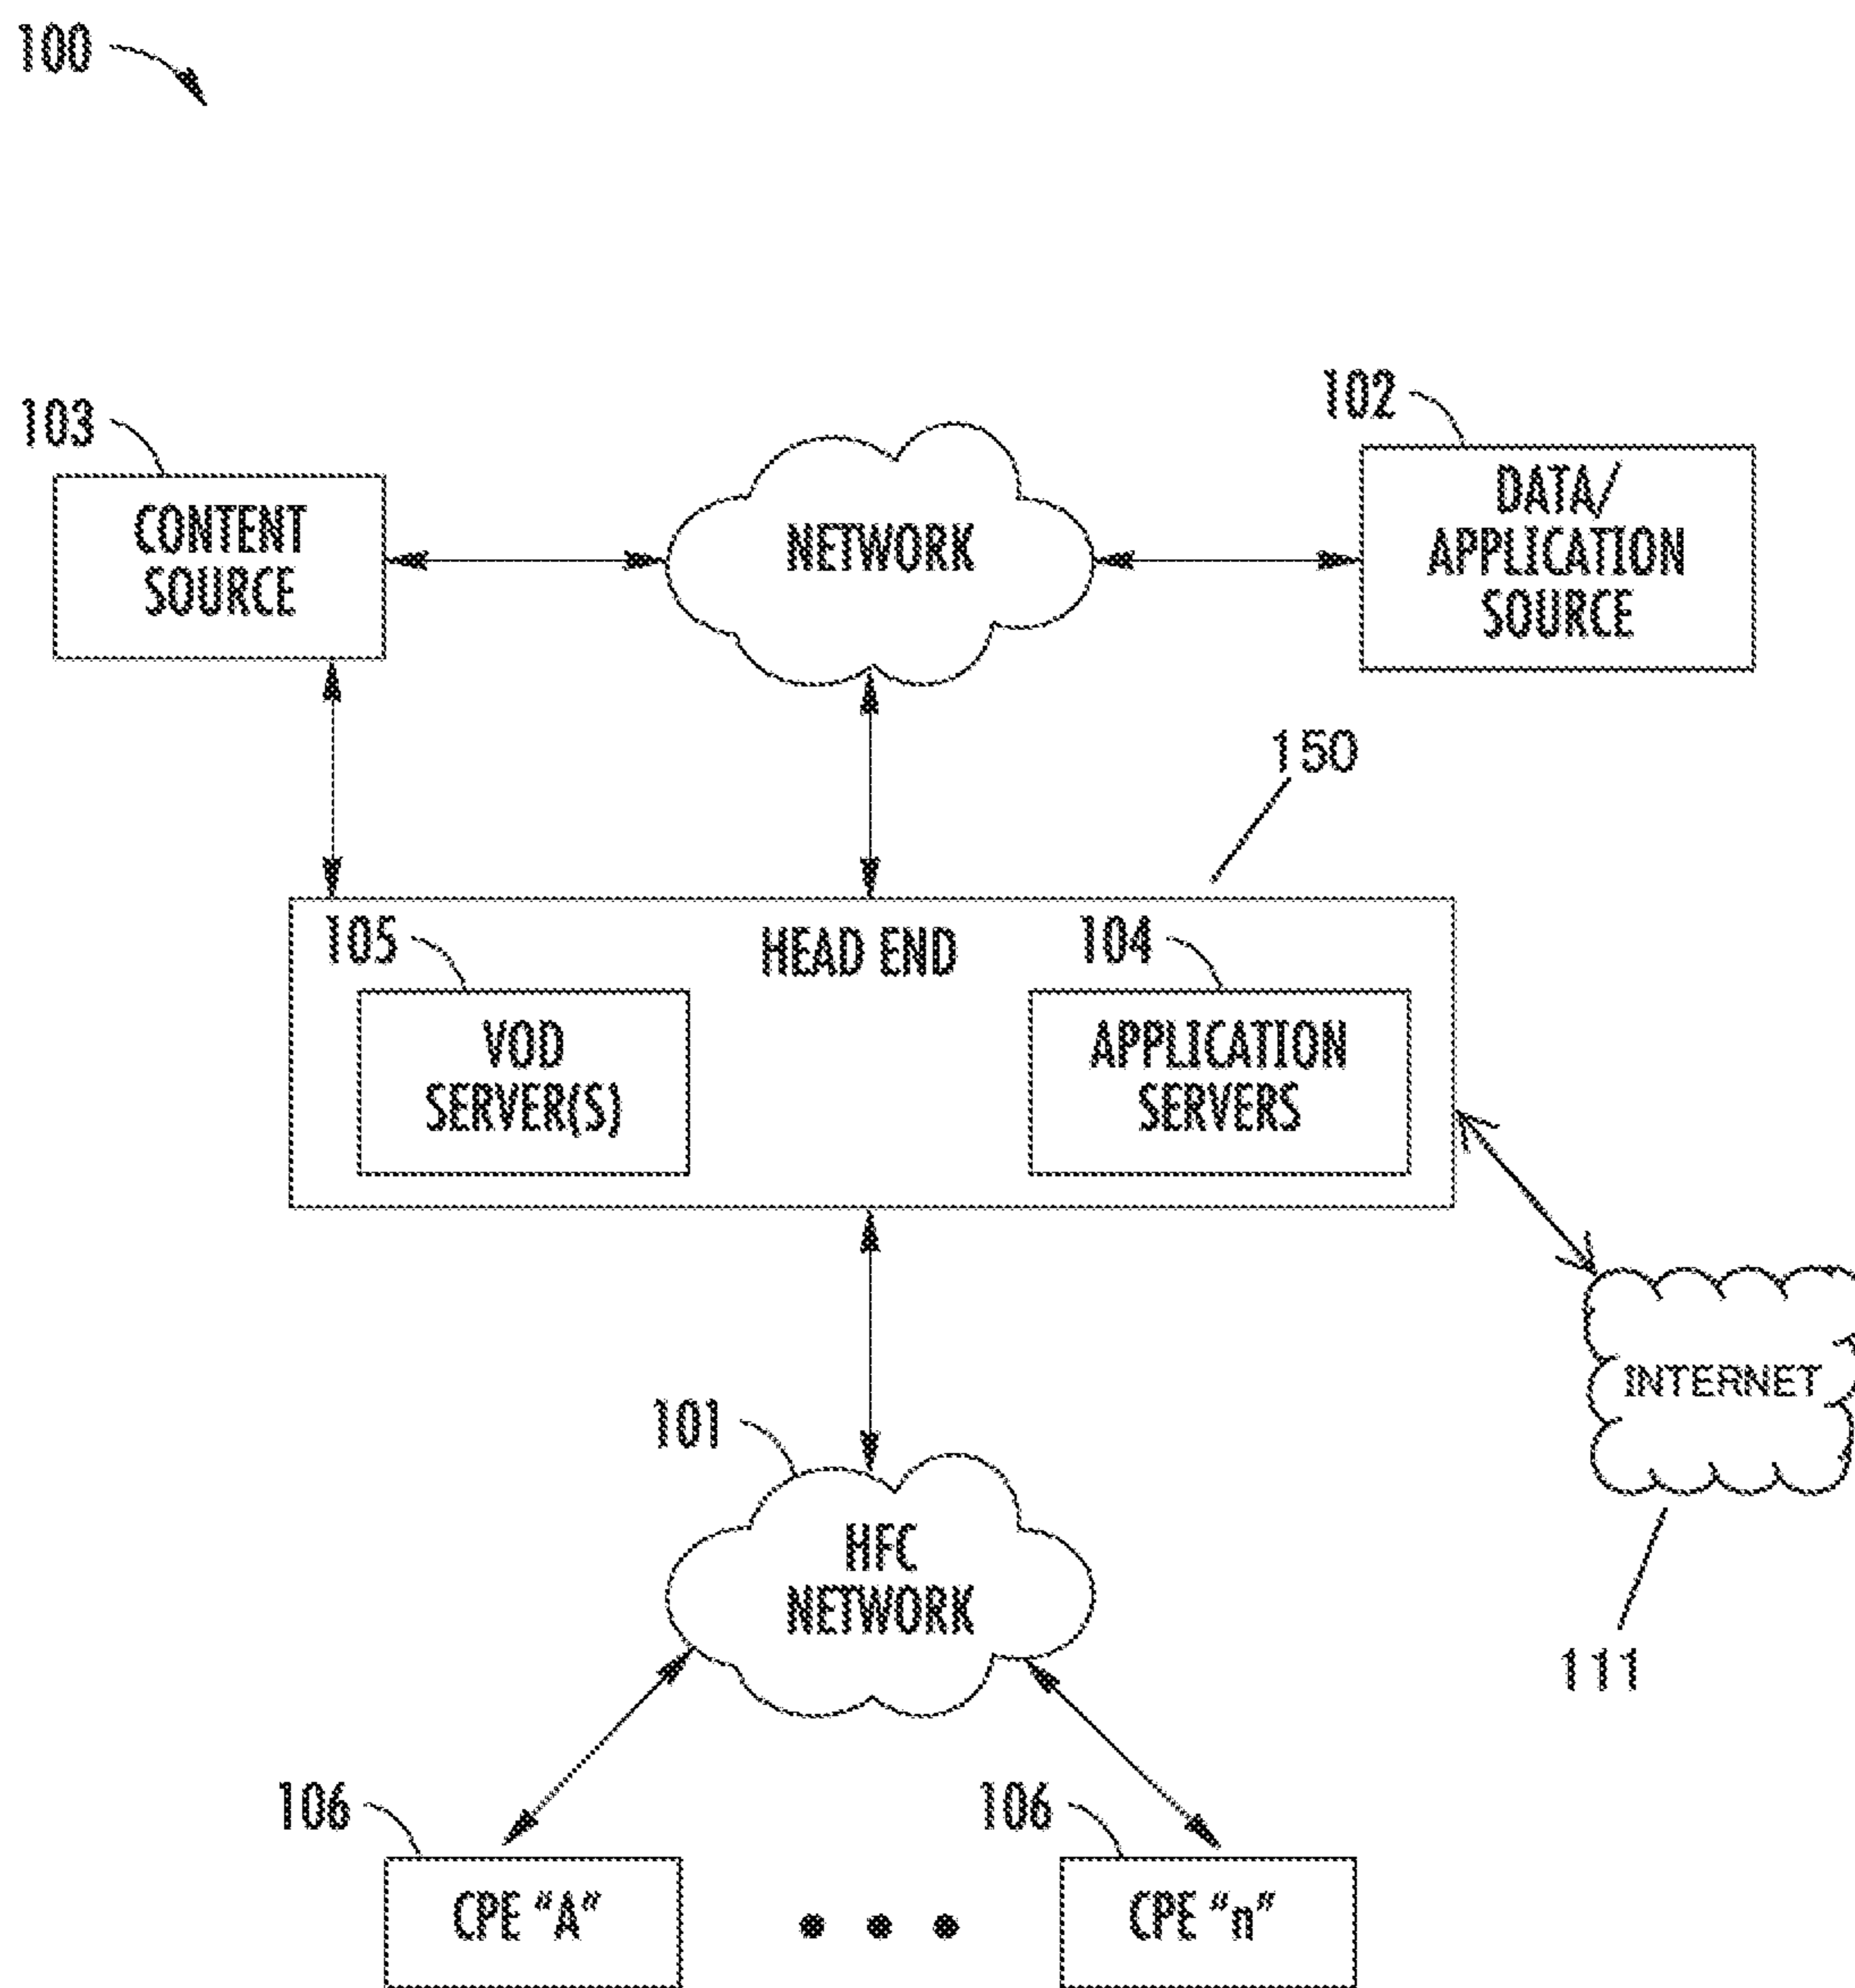 100
103
102
CONTENT
SOURCE
NETWORK
DATA/
APPLICATION
SOURCE
150
105
HEAD END
104
VOD
SERVER(S)
APPLICATION
SERVERS
101
INTERNET
HFC
NETWORK
111
106
106
CPE "A"
CPE "n"